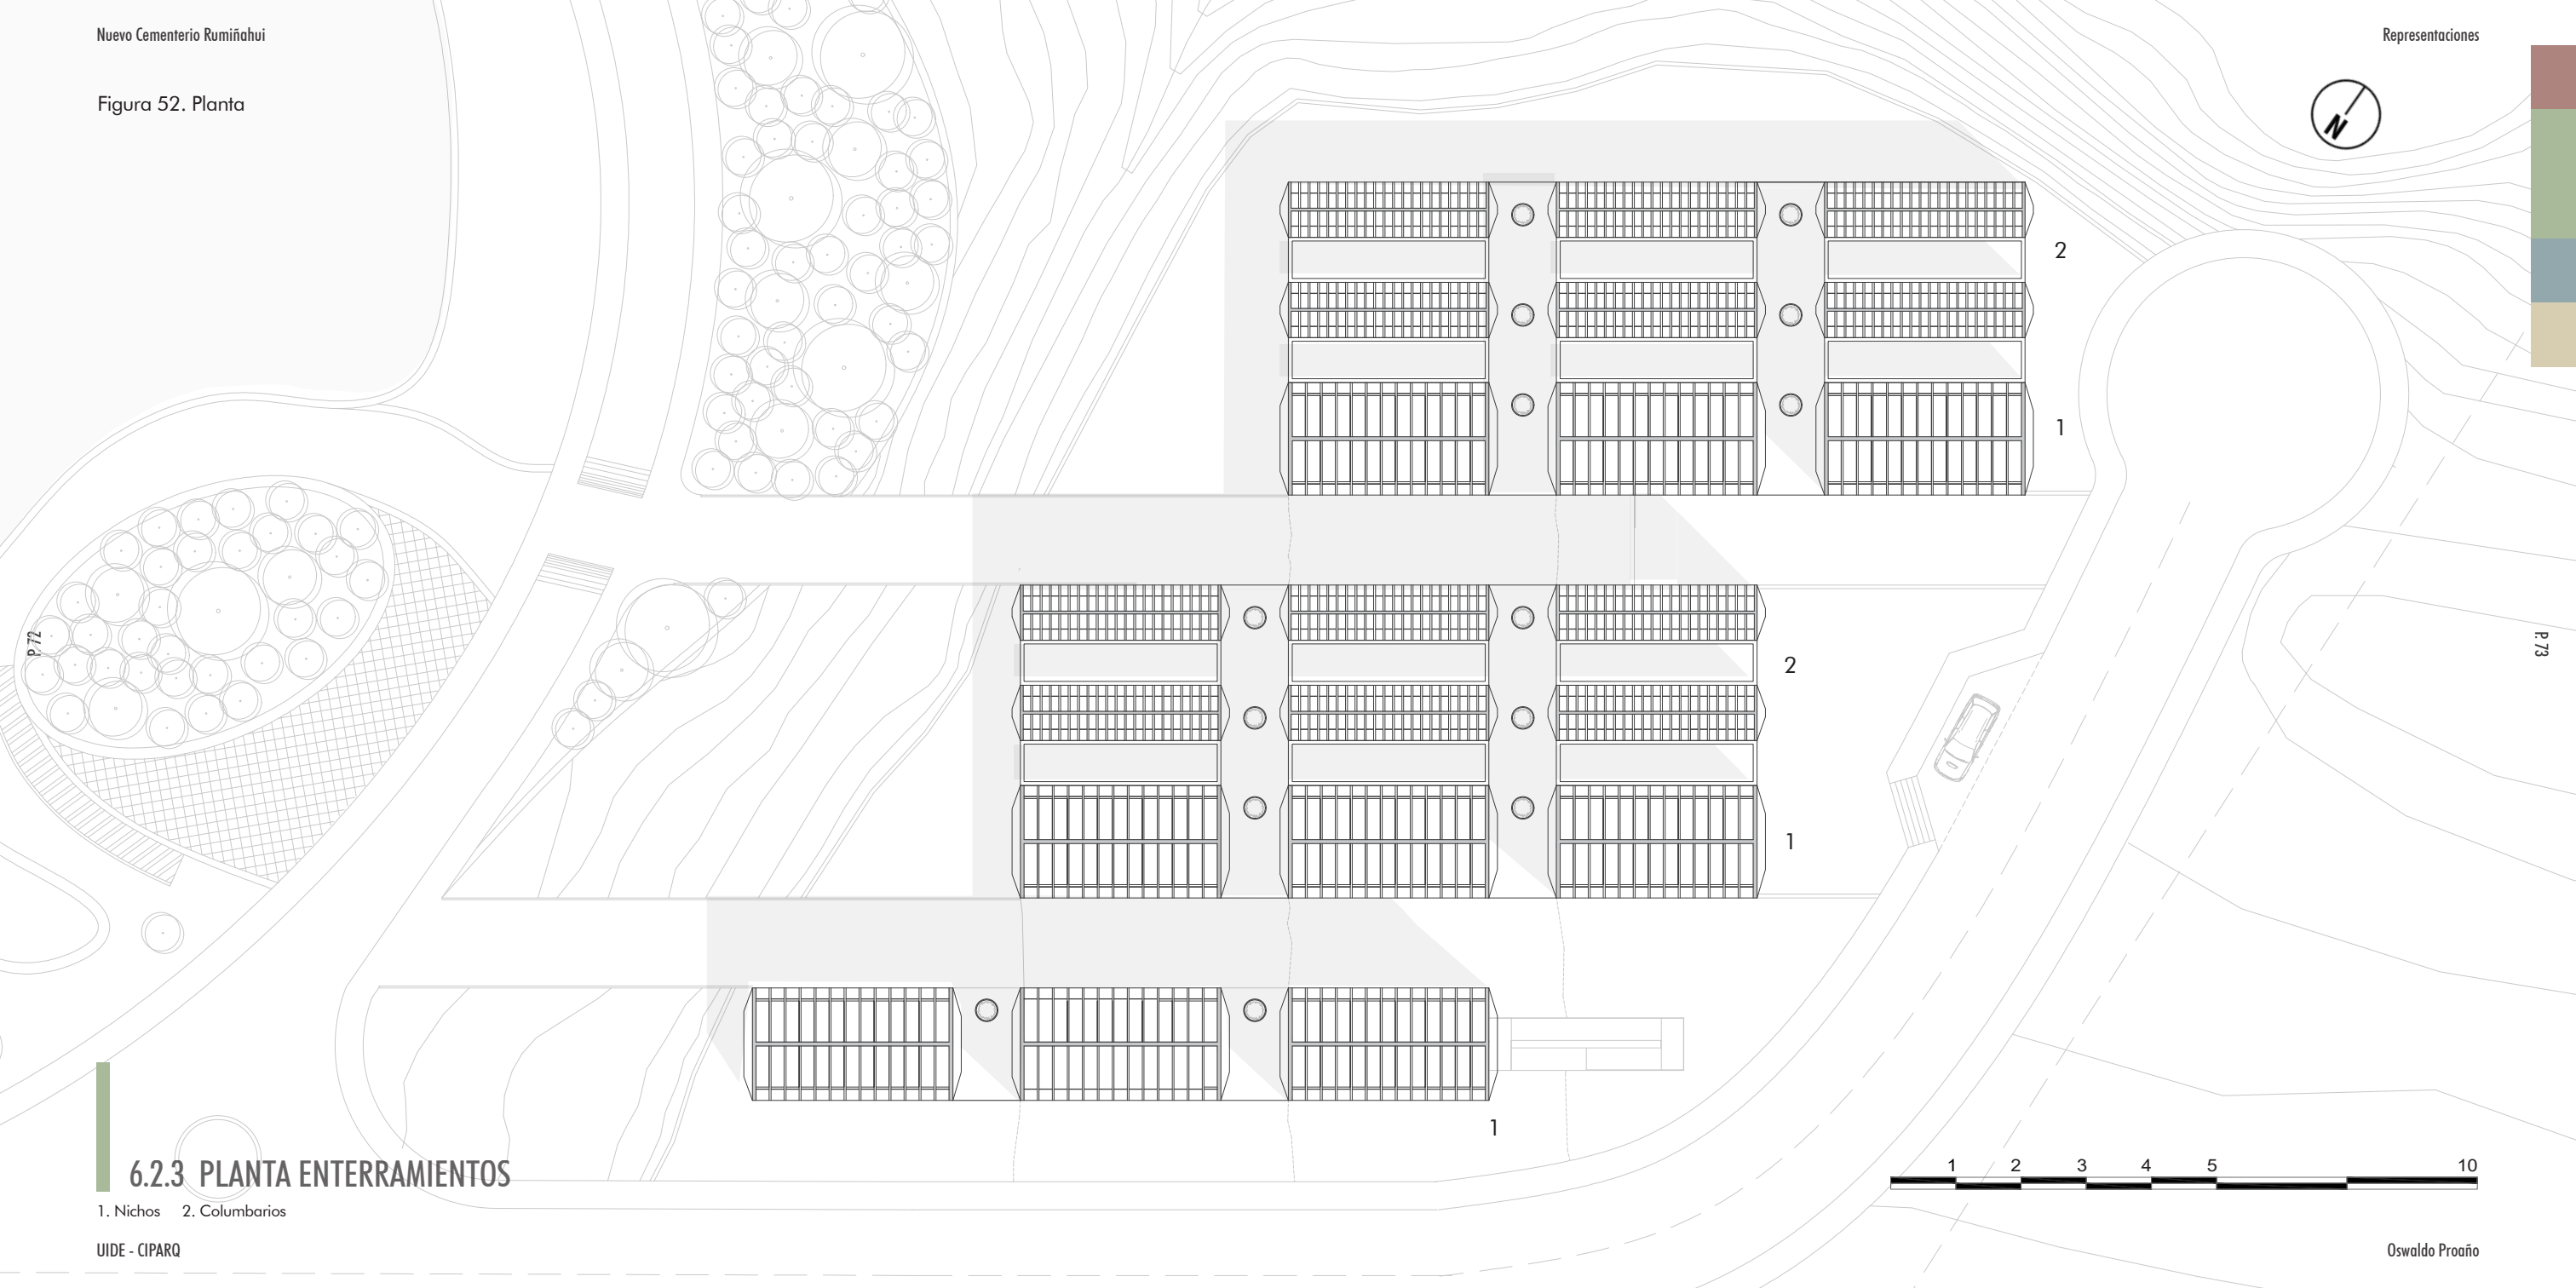 Nuevo Cementerio Rumiñahui
Representaciones
Figura 52. Planta
N
2
1
2
1
1
P. 72
P. 73
6.2.3 PLANTA ENTERRAMIENTOS
1. Nichos 2. Columbarios
1 2 3 4 5 10
UIDE - CIPARQ
Oswaldo Proaño